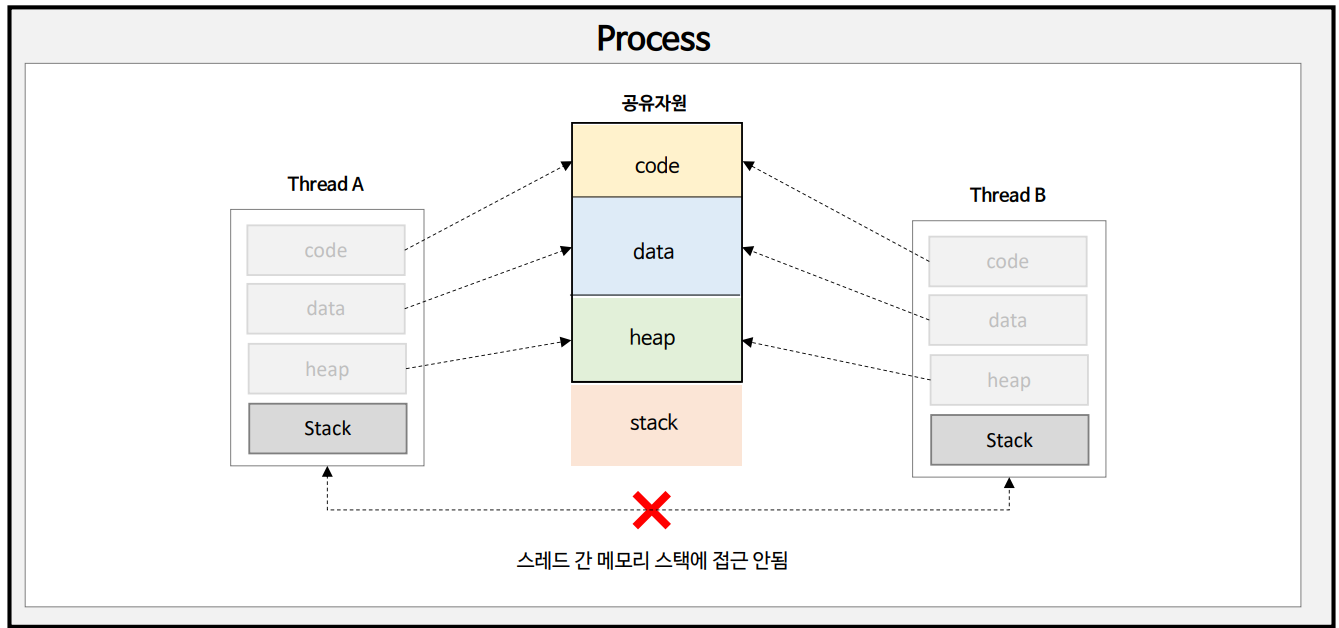 Process
공유자원
code
data
heap
stack
Thread A
code
data
heap
Stack
Thread B
code
data
heap
Stack
스레드 간 메모리 스택에 접근 안됨